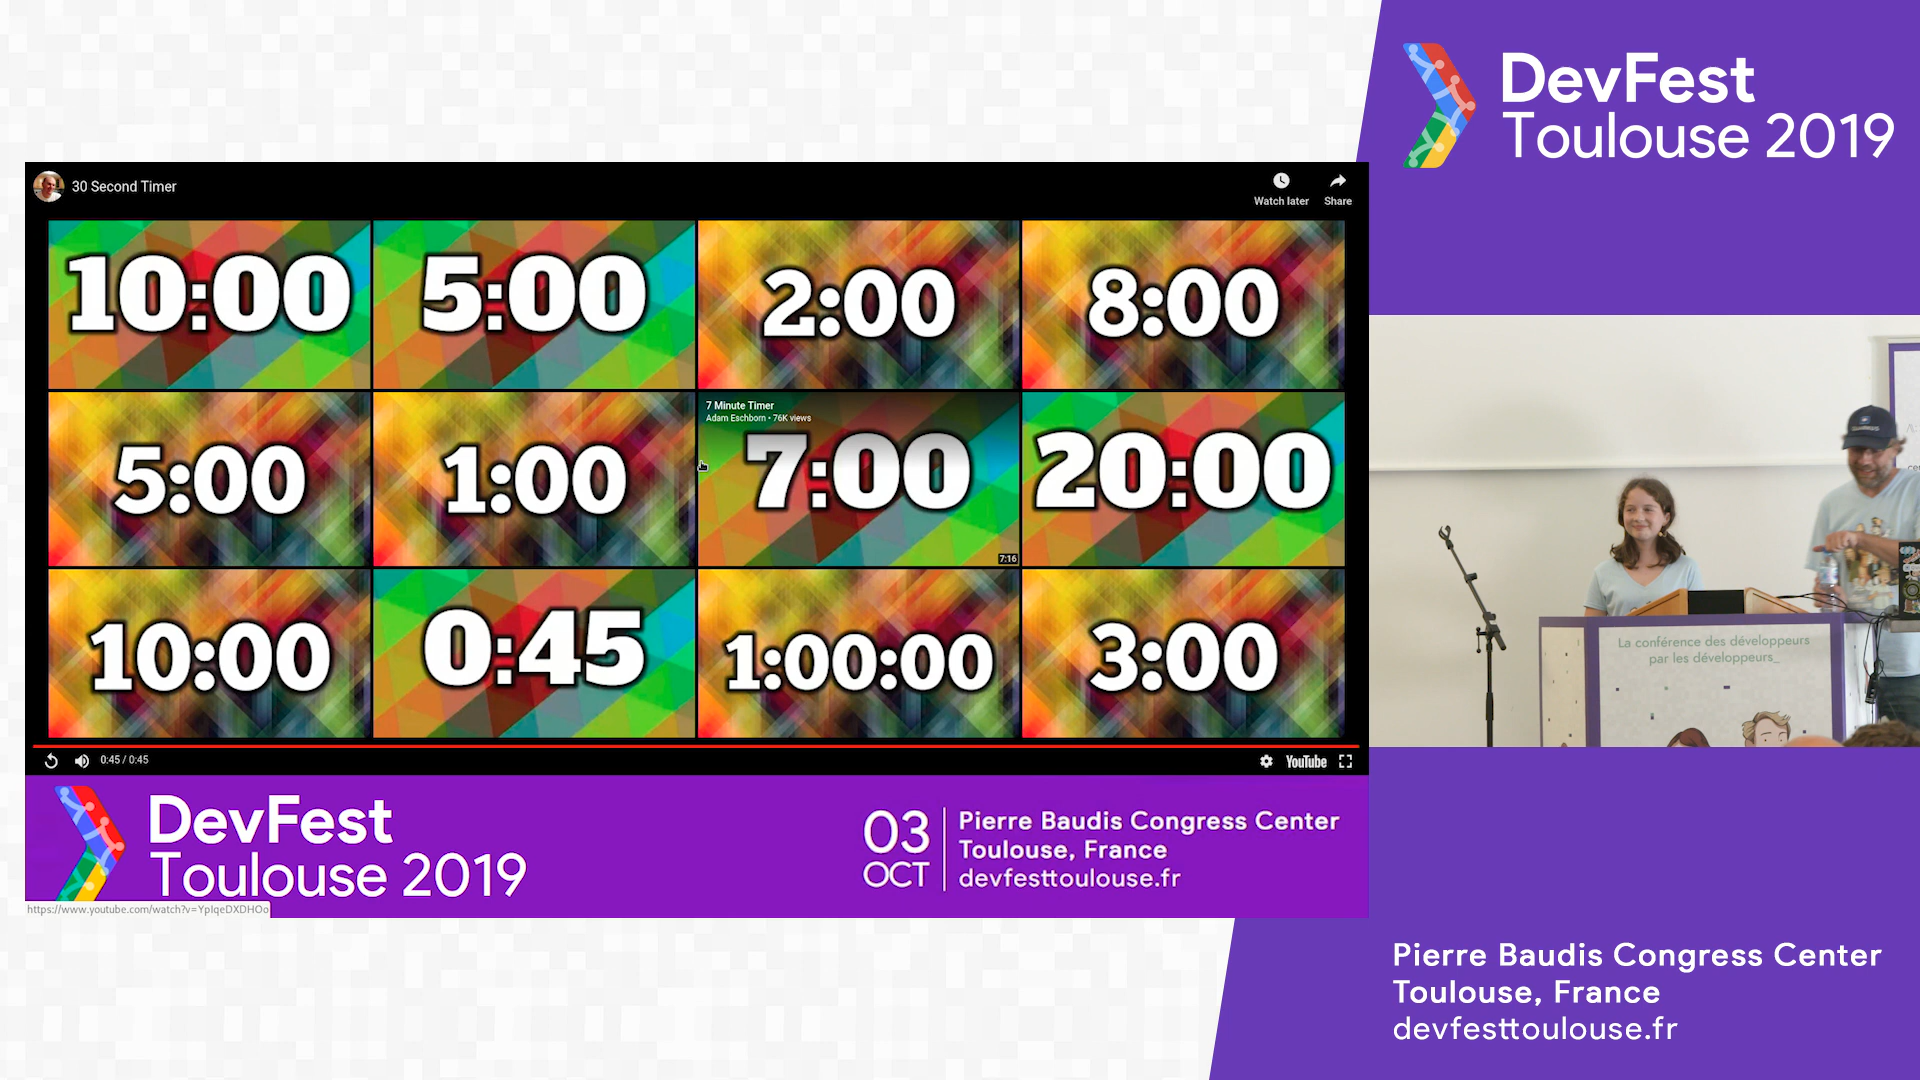 DevFest
Toulouse 2019
30 Second Timer
Watch later
Share
10:00
5:00
2:00
8:00
5:00
1:00
7 Minute Timer
Adam Eschborn • 76K views
7:00
7:16
20:00
10:00
0:45
1:00:00
3:00
0:45 / 0:45
YouTube
La conférence des développeurs
par les développeurs_
DevFest
Toulouse 2019
03
OCT
Pierre Baudis Congress Center
Toulouse, France
devfesttoulouse.fr
https://www.youtube.com/watch?v=YpIqeDXDHOo
Pierre Baudis Congress Center
Toulouse, France
devfesttoulouse.fr